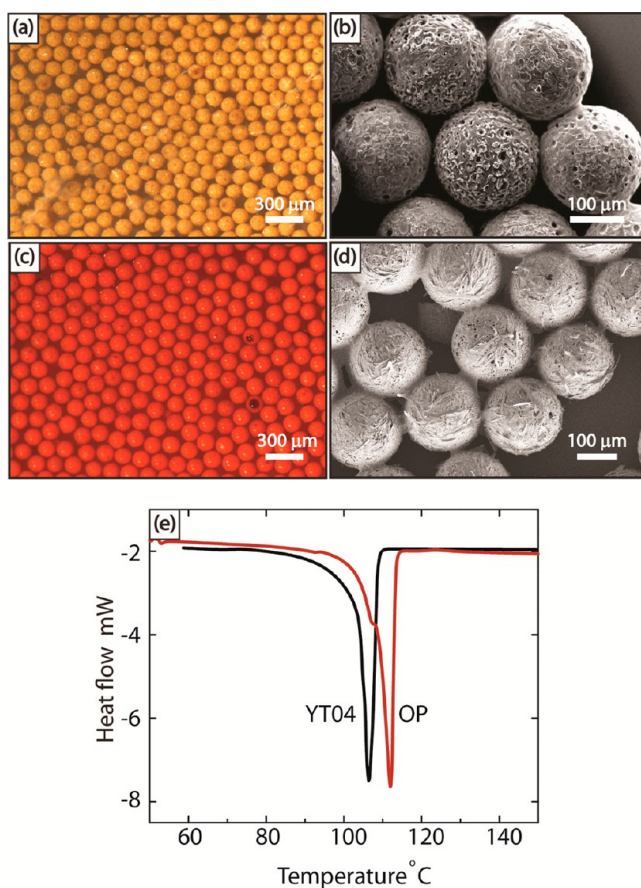 (a)
300 µm
(b)
100 µm
(c)
300 µm
(d)
100 µm
(e)
-2
-4
-6
-8
Heat flow mW
YT04
OP
60
80
100
120
140
Temperature°C